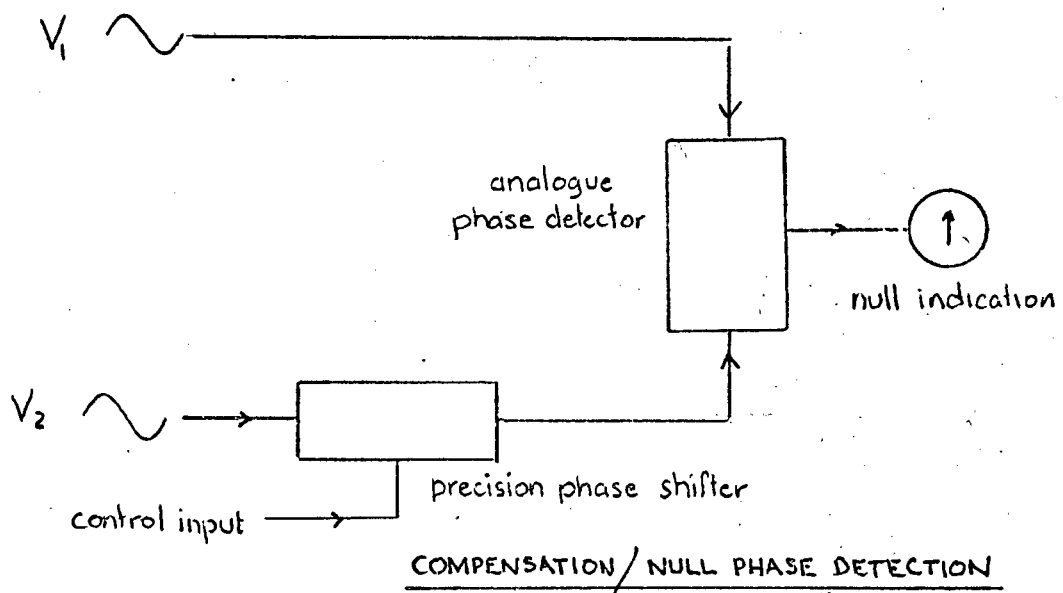 V₁
analogue
phase detector
null indication
V₂
precision phase shifter
control input
COMPENSATION / NULL PHASE DETECTION